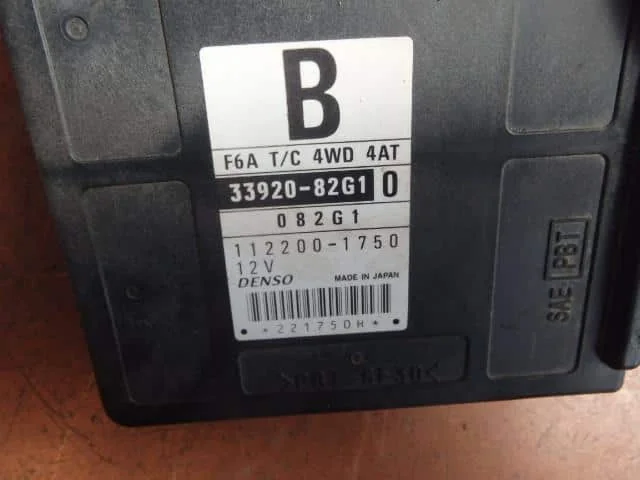 B
F6A T/C 4WD 4AT
33920-82G1 0
082G1
112200-1750
12V
DENSO MADE IN JAPAN
*221750H*
SAE PBT